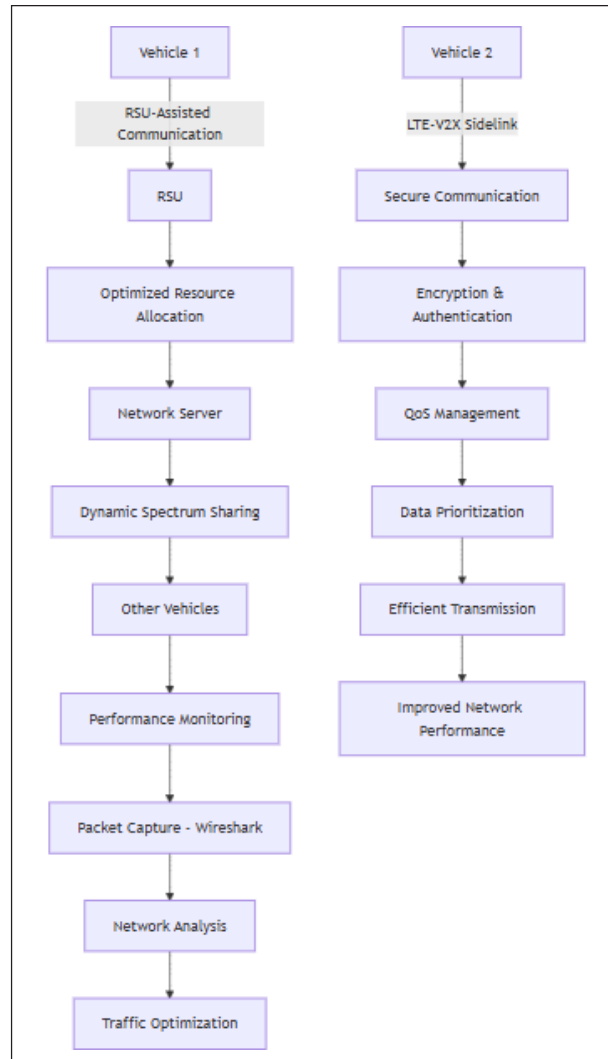 Vehicle 1
RSU-Assisted
Communication
RSU
Optimized Resource
Allocation
Network Server
Dynamic Spectrum Sharing
Other Vehicles
Performance Monitoring
Packet Capture - Wireshark
Network Analysis
Traffic Optimization
Vehicle 2
LTE-V2X Sidelink
Secure Communication
Encryption &
Authentication
QoS Management
Data Prioritization
Efficient Transmission
Improved Network
Performance